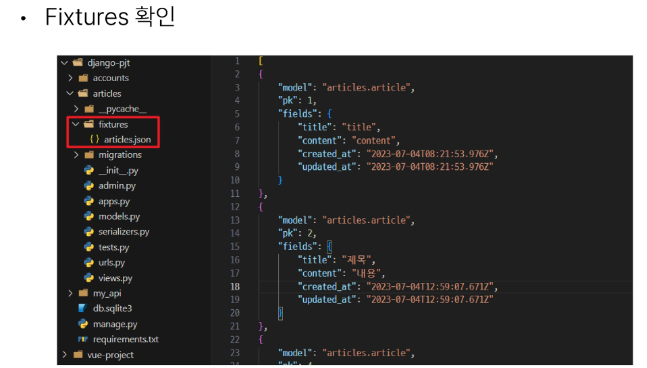 • Fixtures 확인
django-pjt
accounts
articles
__pycache__
fixtures
{} articles.json
migrations
__init__.py
admin.py
apps.py
models.py
serializers.py
tests.py
urls.py
views.py
my_api
db.sqlite3
manage.py
requirements.txt
vue-project
1 [
2 {
3 "model": "articles.article",
4 "pk": 1,
5 "fields": {
6 "title": "title",
7 "content": "content",
8 "created_at": "2023-07-04T08:21:53.976Z",
9 "updated_at": "2023-07-04T08:21:53.976Z"
10 }
11 },
12 {
13 "model": "articles.article",
14 "pk": 2,
15 "fields": {
16 "title": "제목",
17 "content": "내용",
18 "created_at": "2023-07-04T12:59:07.671Z",
19 "updated_at": "2023-07-04T12:59:07.671Z"
20 }
21 },
22 {
23 "model": "articles.article",